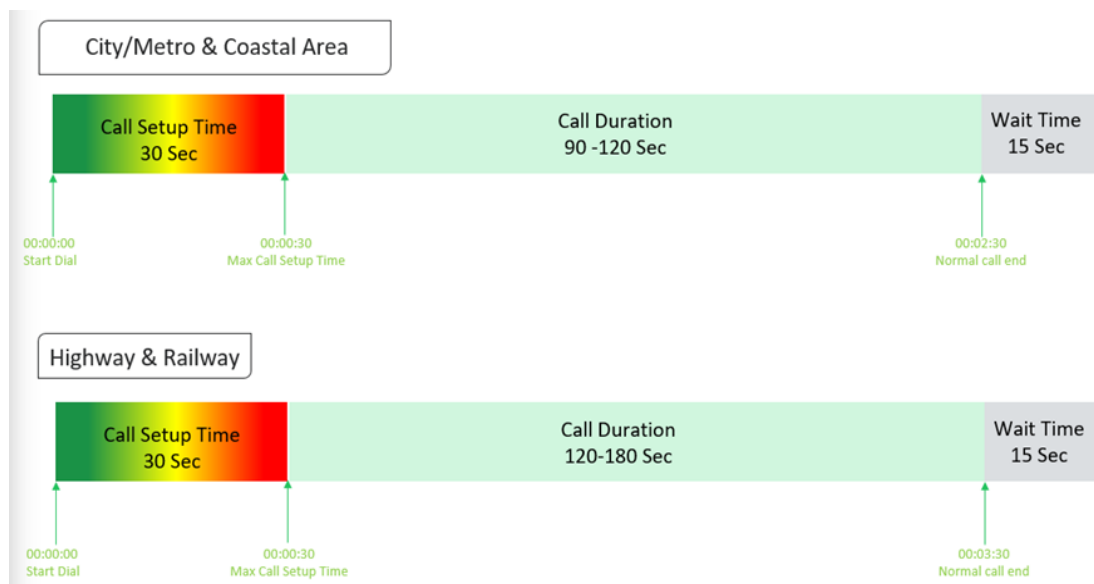 City/Metro & Coastal Area
Call Setup Time
30 Sec
Call Duration
90 -120 Sec
Wait Time
15 Sec
00:00:00
Start Dial
00:00:30
Max Call Setup Time
00:02:30
Normal call end
Highway & Railway
Call Setup Time
30 Sec
Call Duration
120-180 Sec
Wait Time
15 Sec
00:00:00
Start Dial
00:00:30
Max Call Setup Time
00:03:30
Normal call end